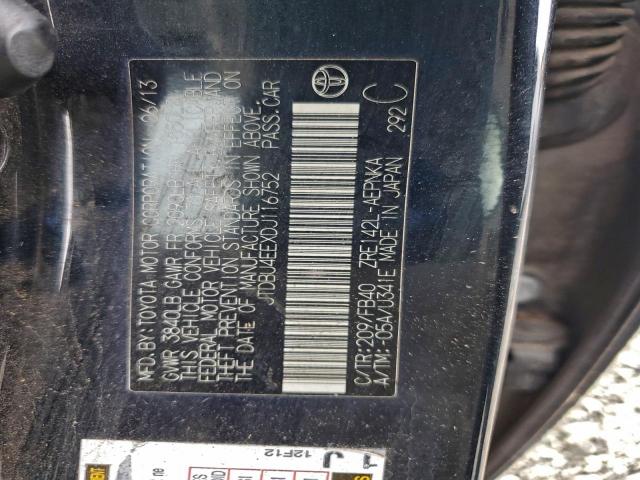 MFD. BY: TOYOTA MOTOR CORPORATION 06/13
GVWR 3840LB GAWR FR
THIS VEHICLE CONFORMS
FEDERAL MOTOR VEHICLE SAFETY AND
THEFT PREVENTION STANDARDS IN EFFECT ON
THE DATE OF MANUFACTURE SHOWN ABOVE.
JTDBU4EEXDJ116752 PASS. CAR
C/TR: 209/FB40 ZRE142L-AEPNKA
A/TM: -05A/U341E MADE IN JAPAN 292 C
12F12